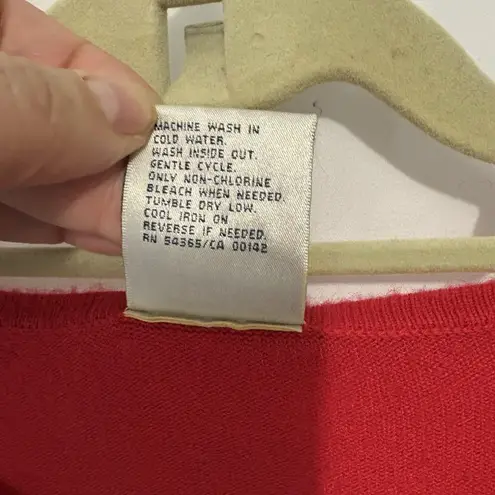 MACHINE WASH IN
COLD WATER.
WASH INSIDE OUT.
GENTLE CYCLE.
ONLY NON-CHLORINE
BLEACH WHEN NEEDED.
TUMBLE DRY LOW.
COOL IRON ON
REVERSE IF NEEDED.
RN 54365/CA 00142